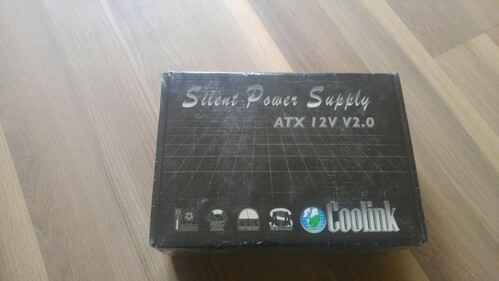 Silent Power Supply
ATX 12V V2.0
Coolink